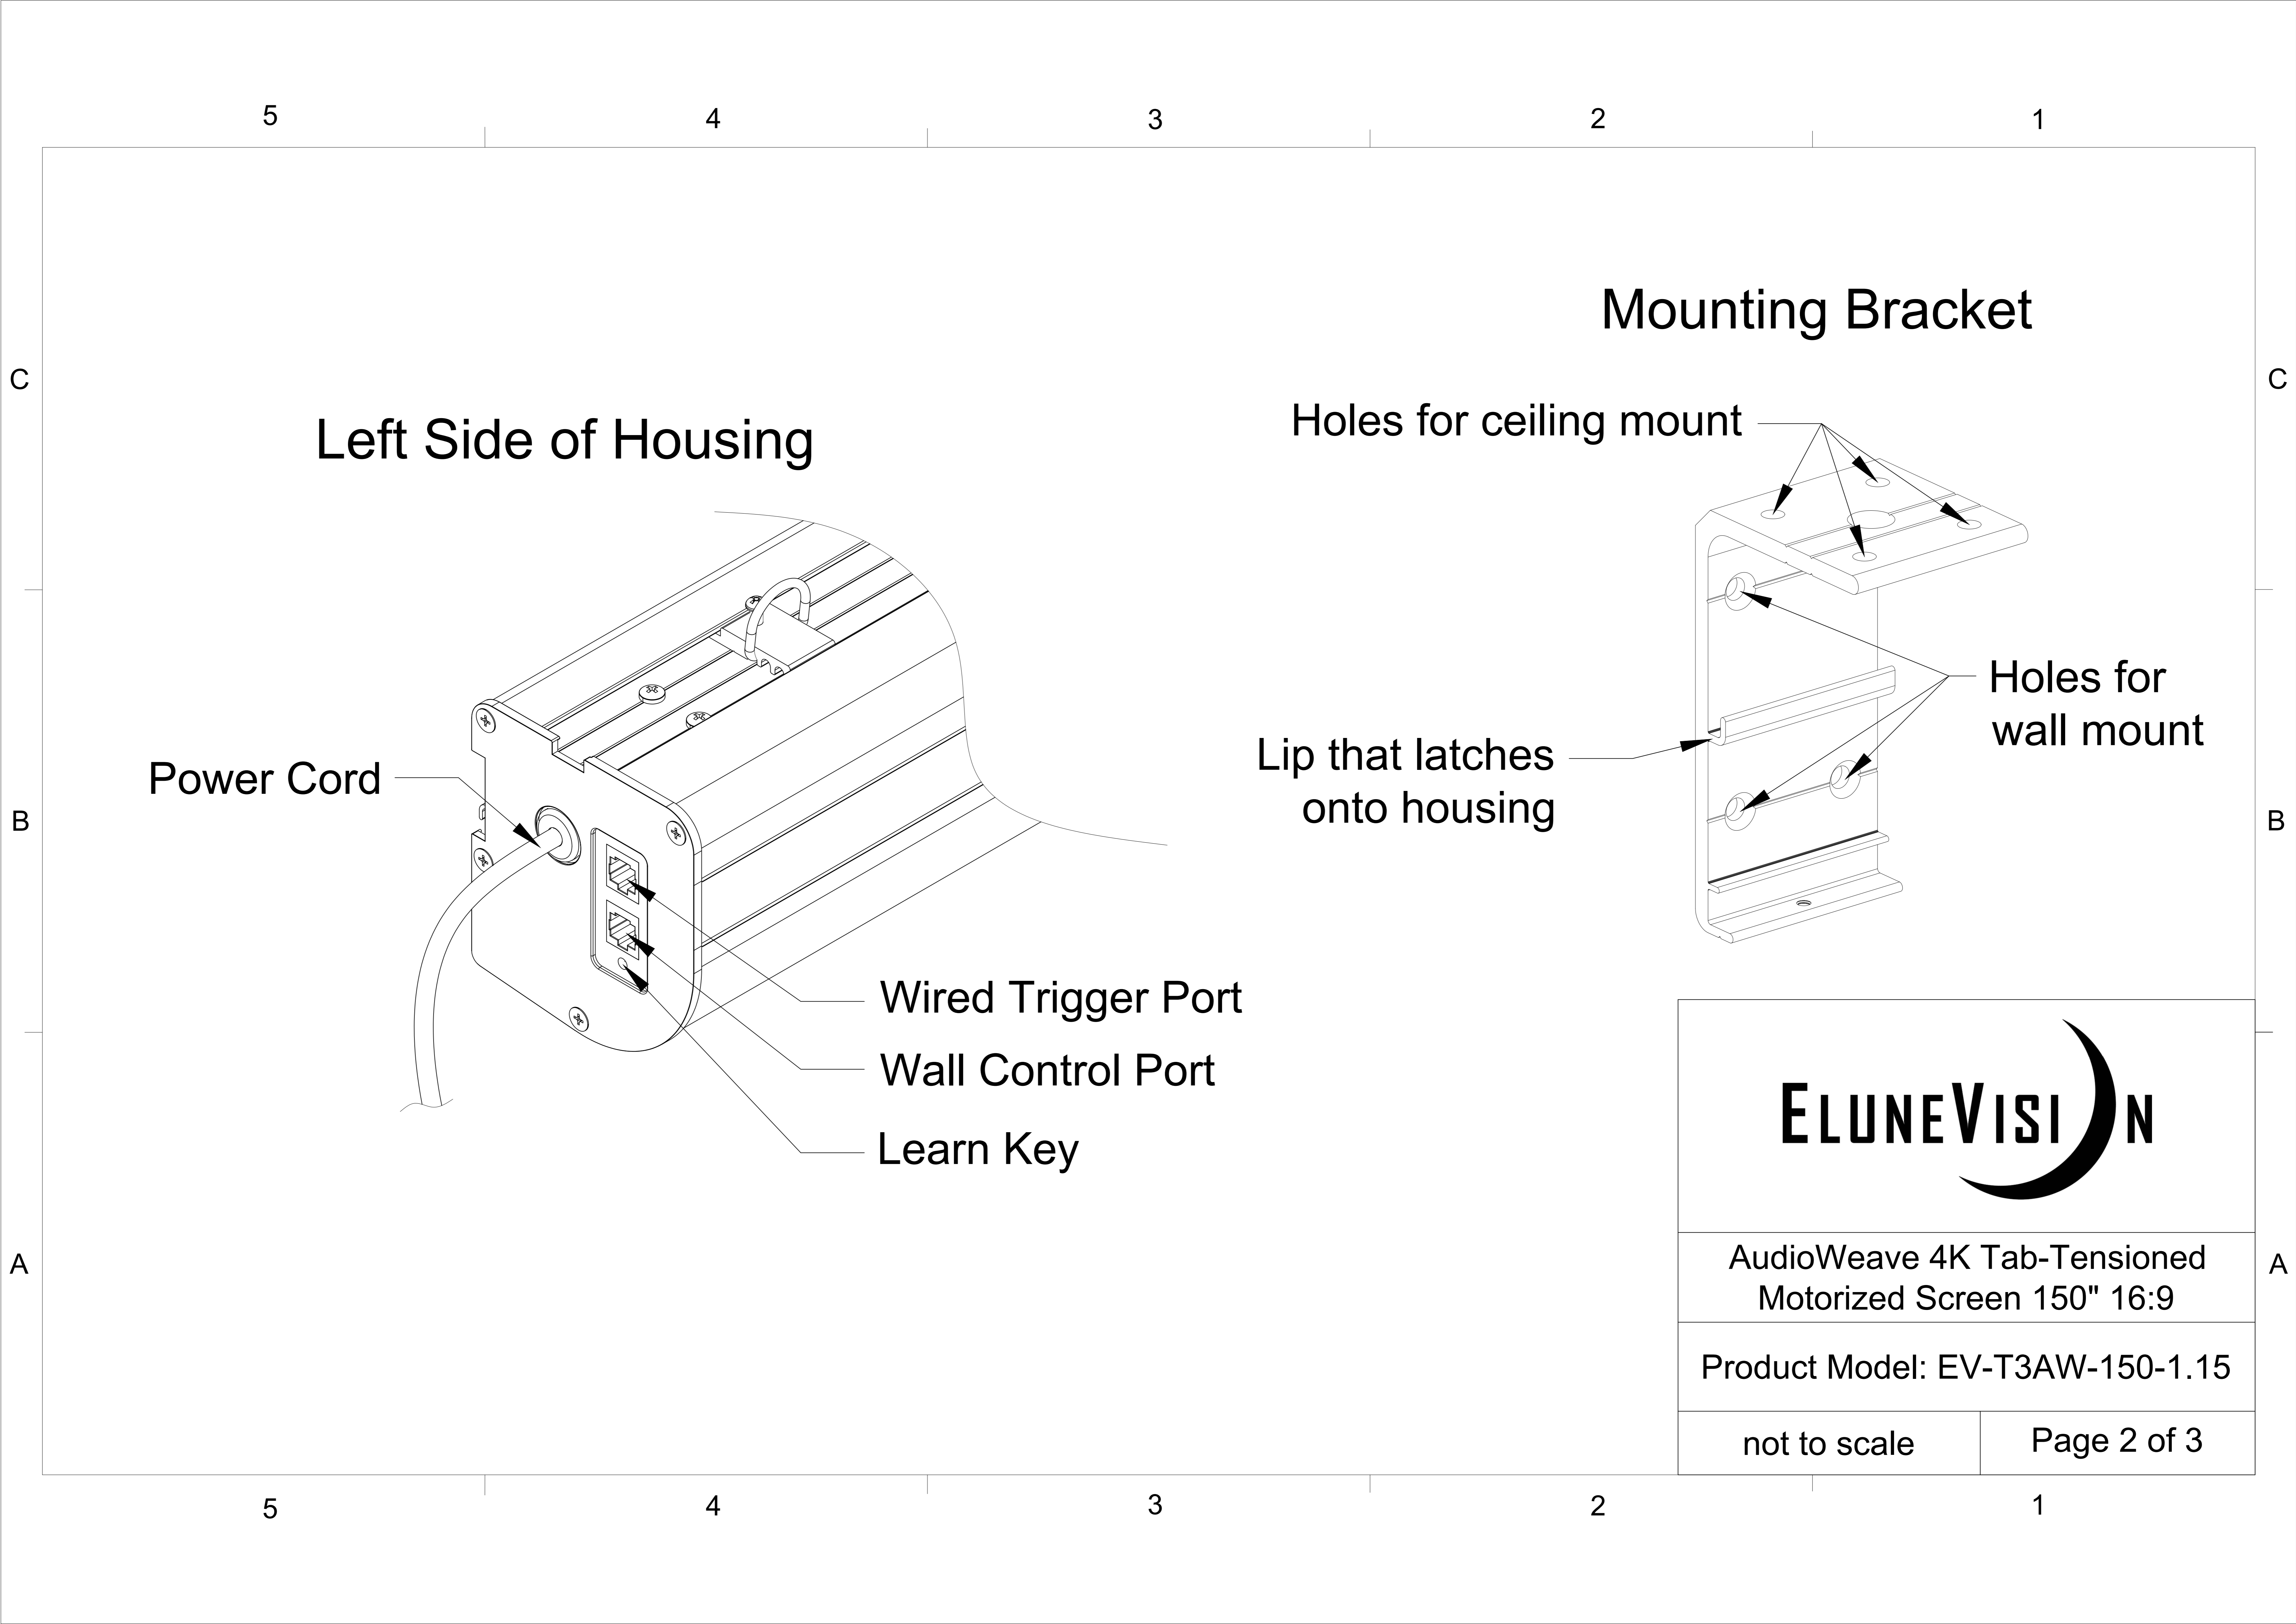 5 4 3 2 1
Mounting Bracket
C C
Holes for ceiling mount
Left Side of Housing
Holes for
wall mount
Lip that latches
onto housing
Power Cord
B B
Wired Trigger Port
Wall Control Port
Learn Key
ELUNEVISION
A A
AudioWeave 4K Tab-Tensioned
Motorized Screen 150" 16:9
Product Model: EV-T3AW-150-1.15
not to scale
Page 2 of 3
5 4 3 2 1